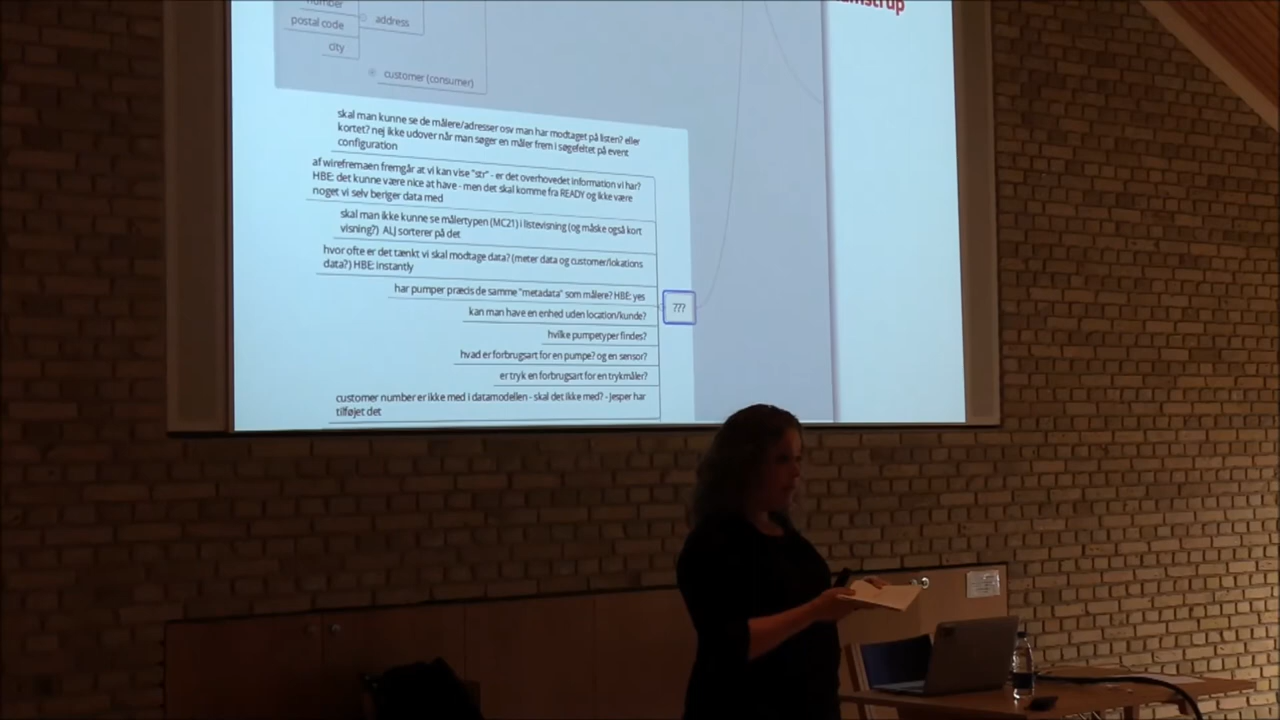 number
postal code
address
city
customer (consumer)
skal man kunne se de målere/adresser osv man har modtaget på listen? eller
kortet? nej ikke udover når man søger en måler frem i søgefeltet på event
configuration
af wirefremaen fremgår at vi kan vise "str" - er det overhovedet information vi har?
HBE: det kunne være nice at have - men det skal komme fra READY og ikke være
noget vi selv beriger data med
skal man ikke kunne se målertypen (MC21) i listevisning (og måske også kort
visning?) ALJ sorterer på det
hvor ofte er det tænkt vi skal modtage data? (meter data og customer/lokations
data?) HBE: instantly
har pumper præcis de samme "metadata" som målere? HBE: yes
kan man have en enhed uden location/kunde?
???
hvilke pumpetyper findes?
hvad er forbrugsart for en pumpe? og en sensor?
er tryk en forbrugsart for en trykmåler?
customer number er ikke med i datamodellen - skal det ikke med? - Jesper har
tilføjet det